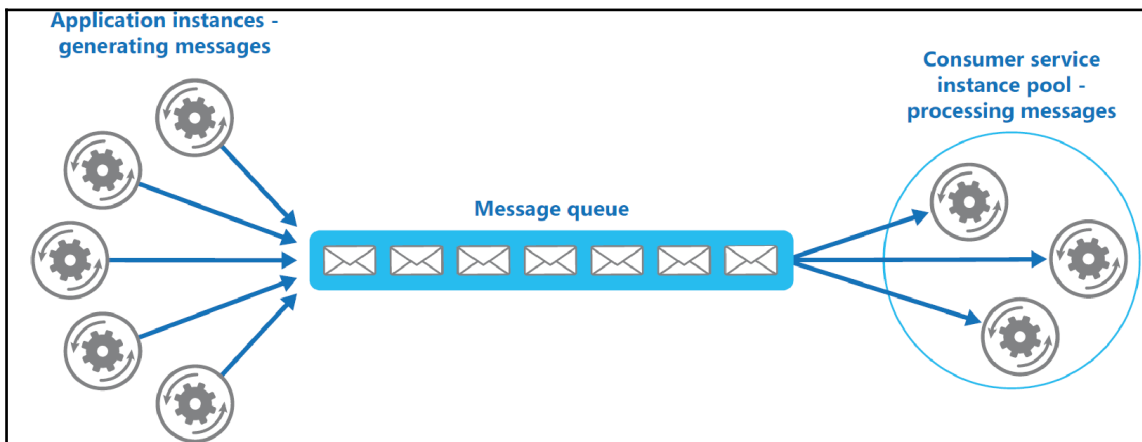 Application instances -
generating messages
Consumer service
instance pool -
processing messages
Message queue